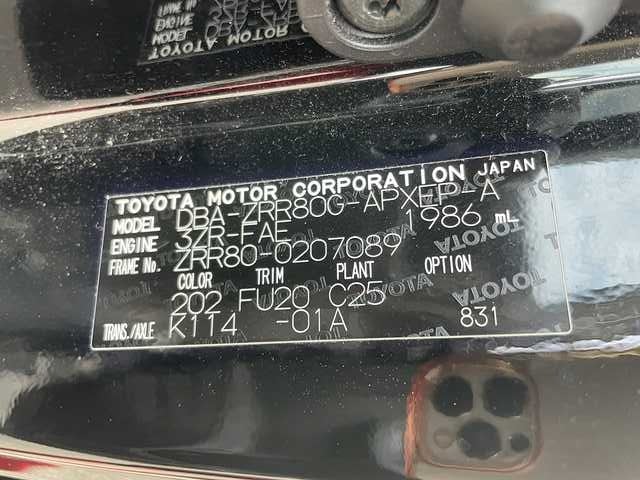 TOYOTA MOTOR CORPORATION JAPAN
MODEL DBA-ZRR80G-APXEP-A
ENGINE 3ZR-FAE 1986 mL
FRAME No. ZRR80-0207089
COLOR TRIM PLANT OPTION
202 FU20 C25
TRANS./AXLE K114 -01A 831